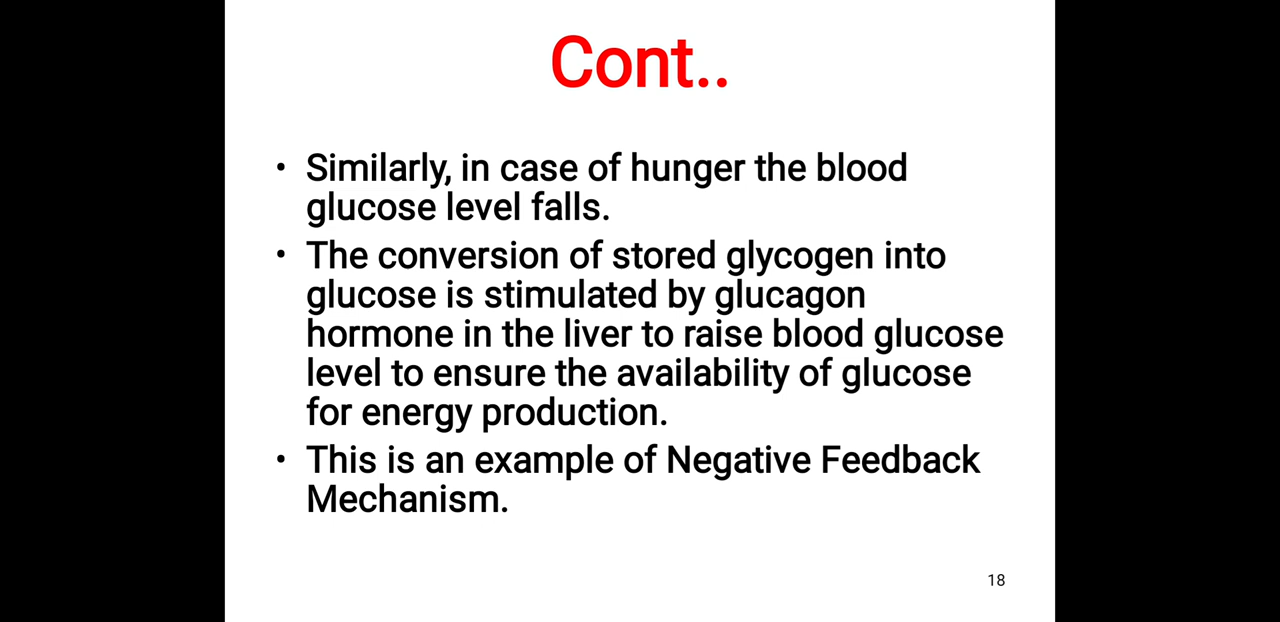 Cont..
• Similarly, in case of hunger the blood
glucose level falls.
• The conversion of stored glycogen into
glucose is stimulated by glucagon
hormone in the liver to raise blood glucose
level to ensure the availability of glucose
for energy production.
• This is an example of Negative Feedback
Mechanism.
18